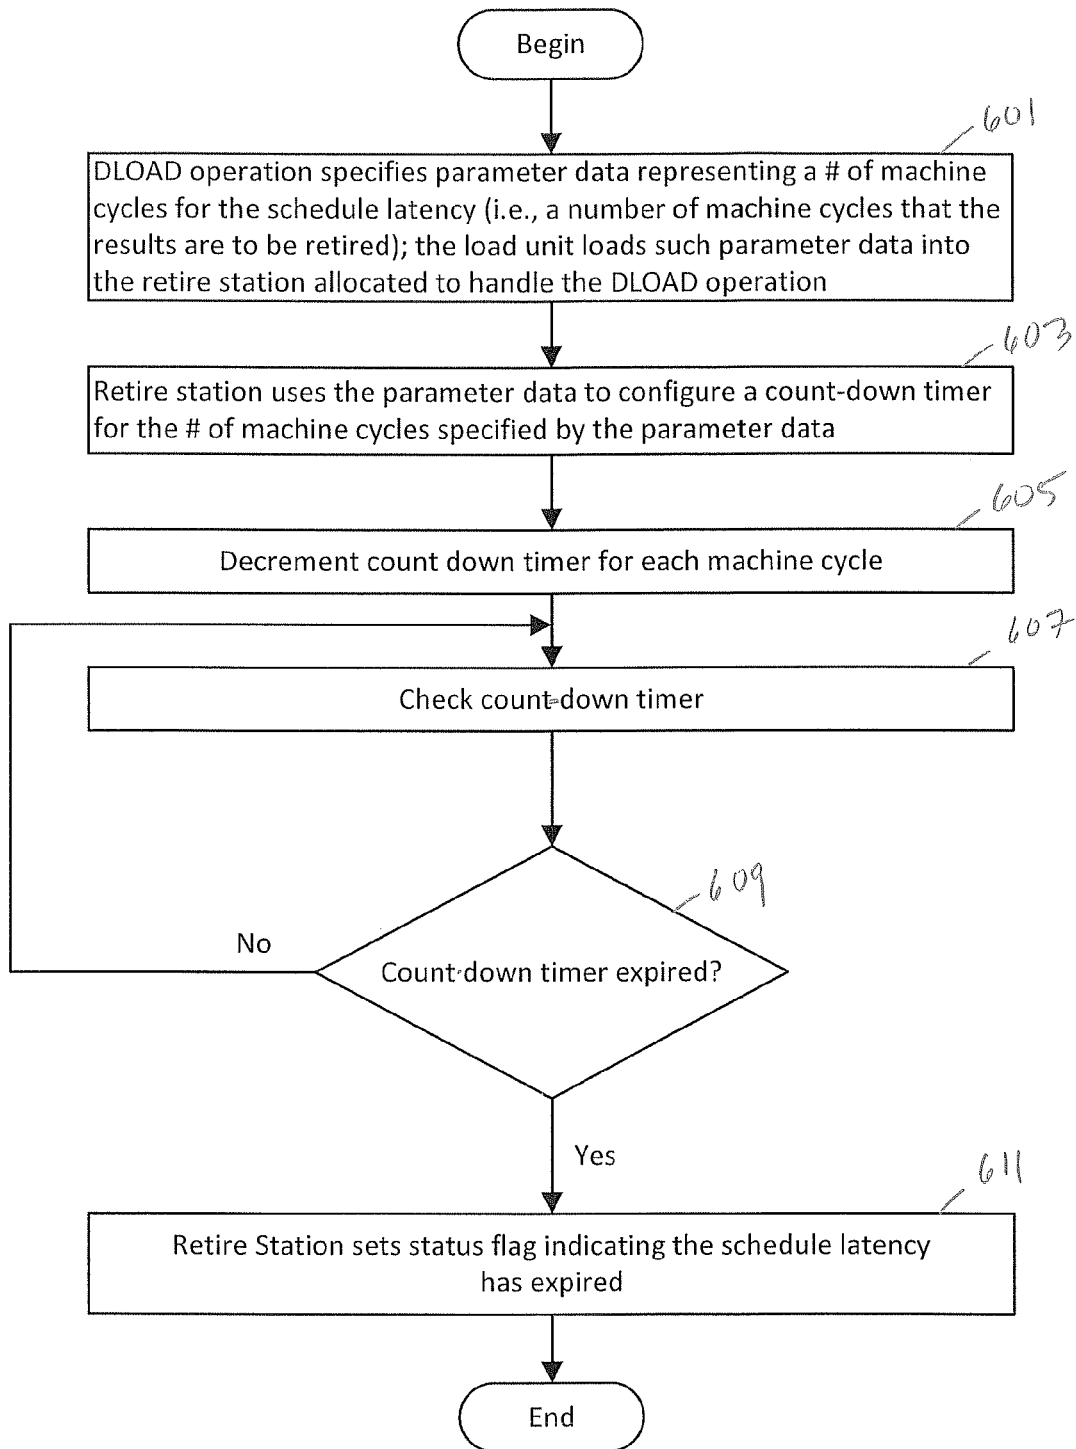 Begin
601
DLOAD operation specifies parameter data representing a # of machine
cycles for the schedule latency (i.e., a number of machine cycles that the
results are to be retired); the load unit loads such parameter data into
the retire station allocated to handle the DLOAD operation
603
Retire station uses the parameter data to configure a count-down timer
for the # of machine cycles specified by the parameter data
605
Decrement count down timer for each machine cycle
607
Check count-down timer
609
No
Count-down timer expired?
Yes
611
Retire Station sets status flag indicating the schedule latency
has expired
End